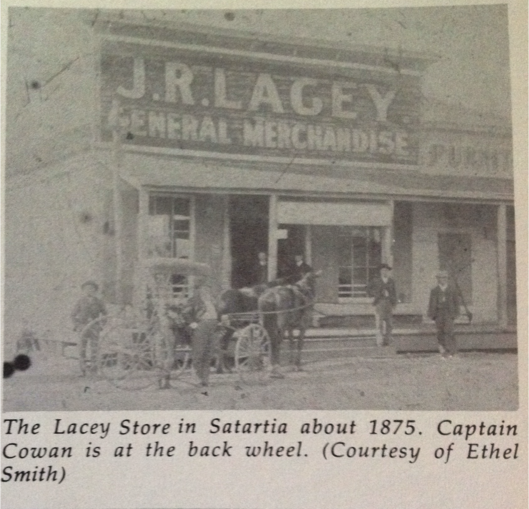 J.R. LACEY.
GENERAL MERCHANDISE
The Lacey Store in Satartia about 1875. Captain
Cowan is at the back wheel. (Courtesy of Ethel
Smith)